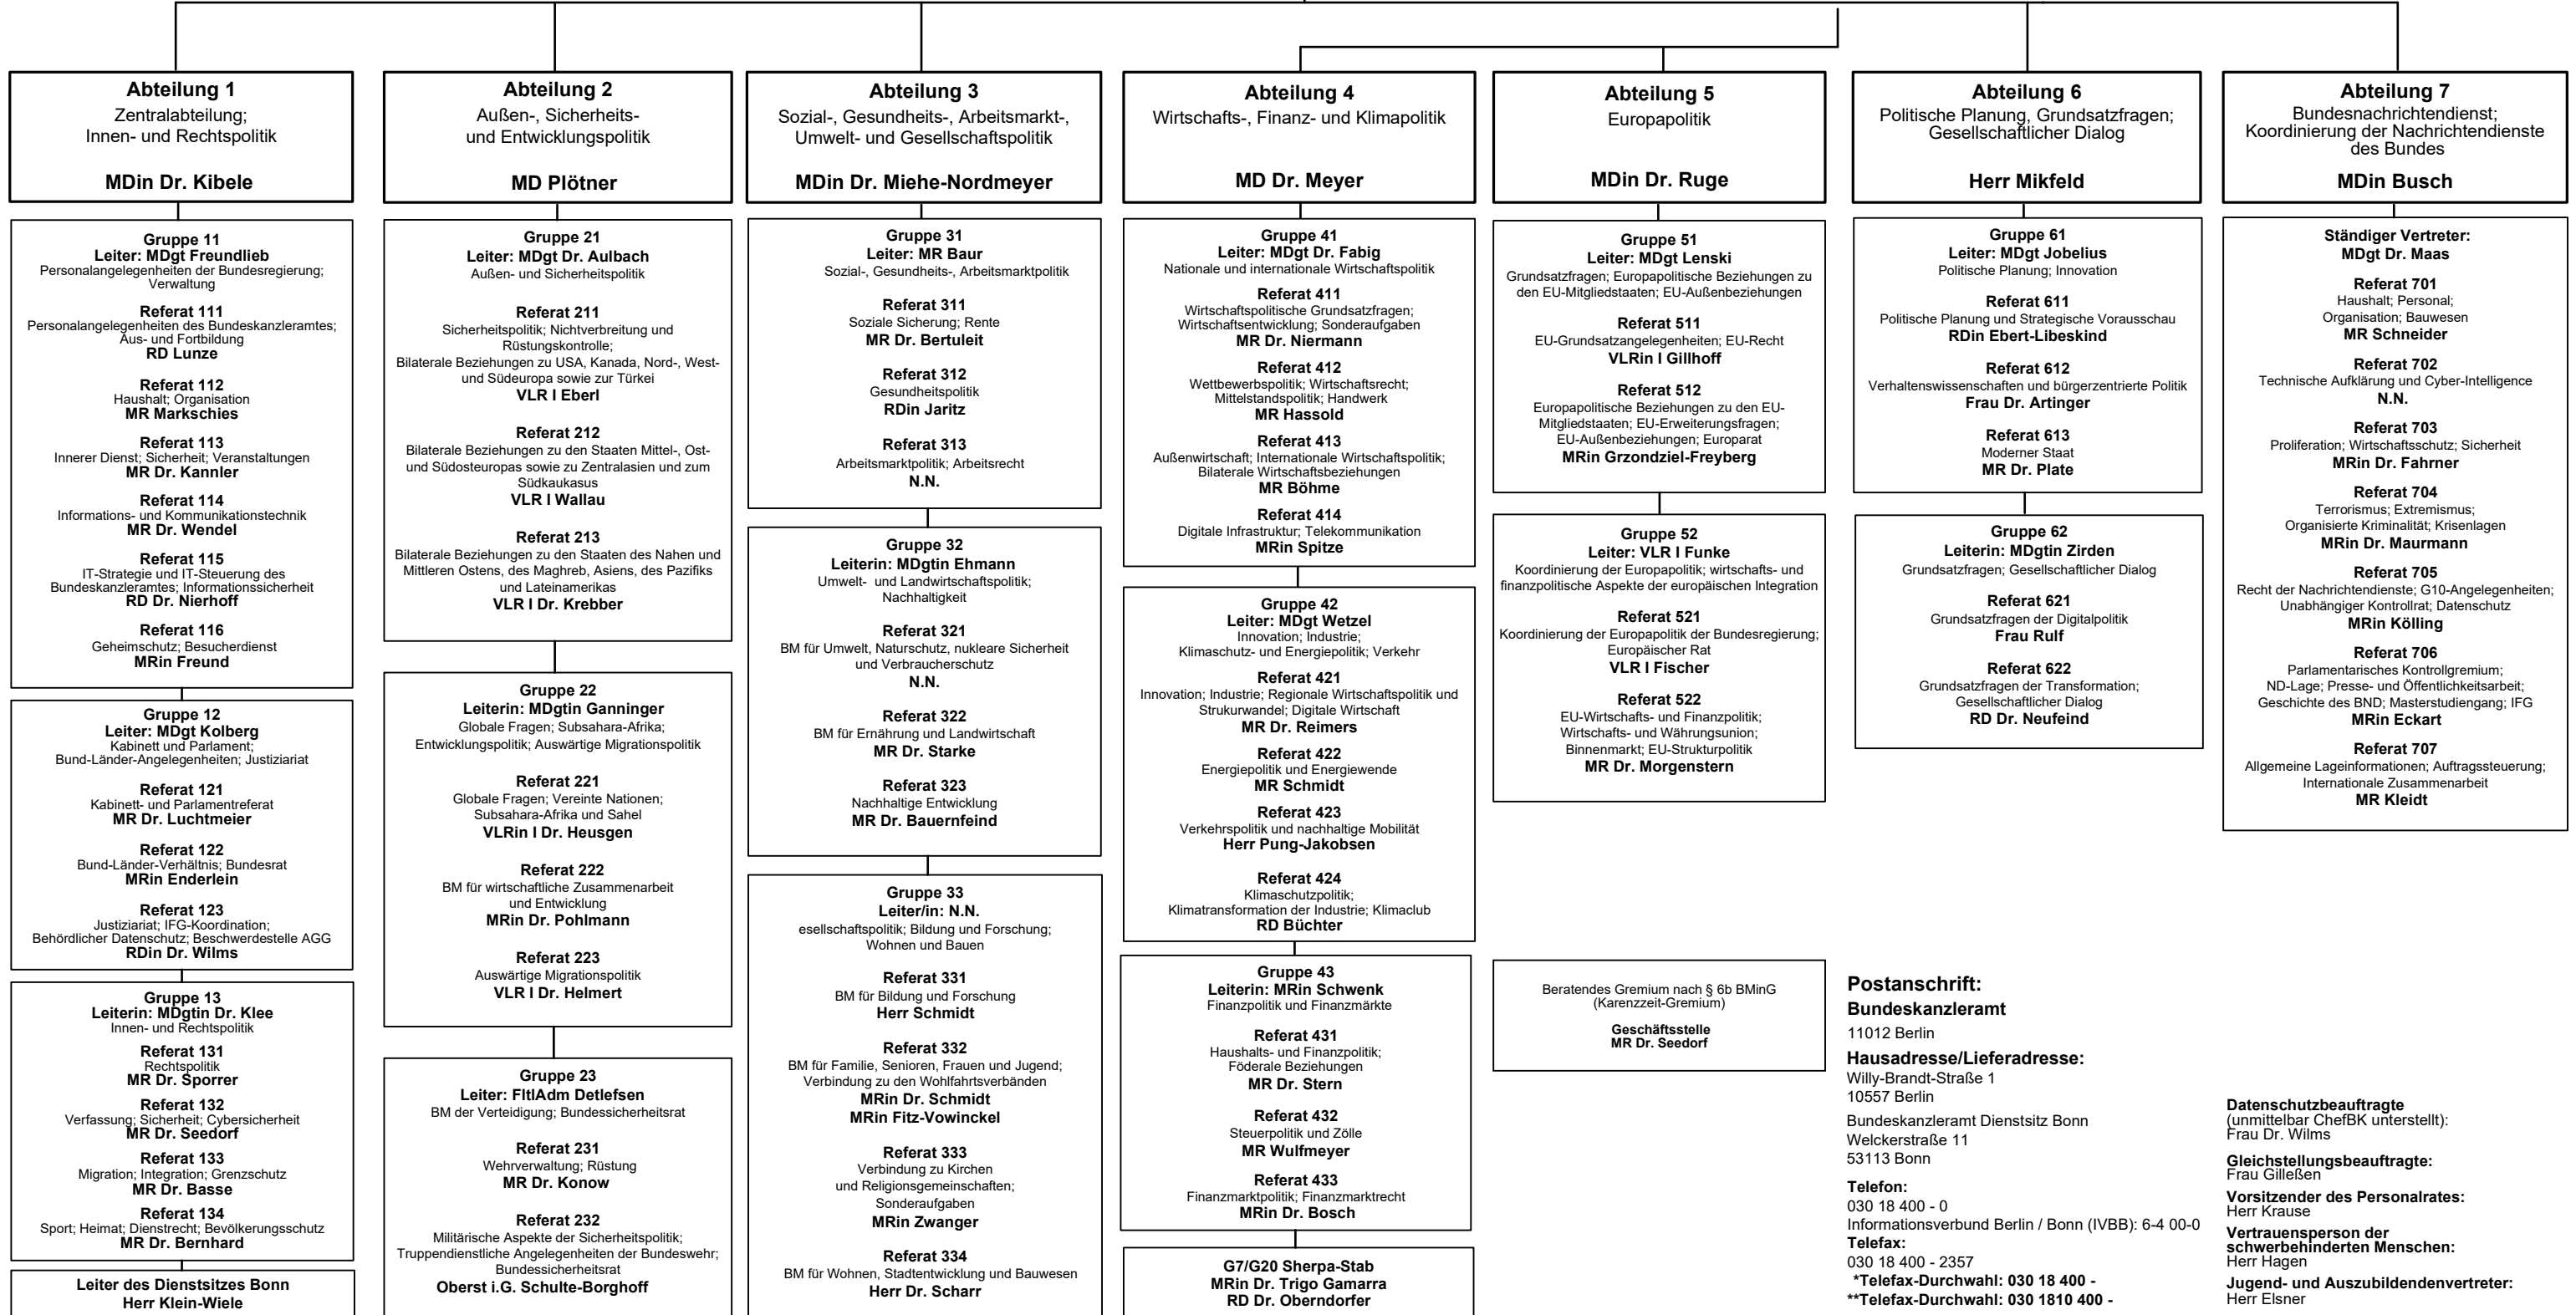 Abteilung 1
Zentralabteilung;
Innen- und Rechtspolitik
MDin Dr. Kibele
Gruppe 11
Leiter: MDgt Freundlieb
Personalangelegenheiten der Bundesregierung;
Verwaltung
Referat 111
Personalangelegenheiten des Bundeskanzleramtes;
Aus- und Fortbildung
RD Lunze
Referat 112
Haushalt; Organisation
MR Markschies
Referat 113
Innerer Dienst; Sicherheit; Veranstaltungen
MR Dr. Kannler
Referat 114
Informations- und Kommunikationstechnik
MR Dr. Wendel
Referat 115
IT-Strategie und IT-Steuerung des
Bundeskanzleramtes; Informationssicherheit
RD Dr. Nierhoff
Referat 116
Geheimschutz; Besucherdienst
MRin Freund
Gruppe 12
Leiter: MDgt Kolberg
Kabinett und Parlament;
Bund-Länder-Angelegenheiten; Justiziariat
Referat 121
Kabinett- und Parlamentreferat
MR Dr. Luchtmeier
Referat 122
Bund-Länder-Verhältnis; Bundesrat
MRin Enderlein
Referat 123
Justiziariat; IFG-Koordination;
Behördlicher Datenschutz; Beschwerdestelle AGG
RDin Dr. Wilms
Gruppe 13
Leiterin: MDgtin Dr. Klee
Innen- und Rechtspolitik
Referat 131
Rechtspolitik
MR Dr. Sporrer
Referat 132
Verfassung; Sicherheit; Cybersicherheit
MR Dr. Seedorf
Referat 133
Migration; Integration; Grenzschutz
MR Dr. Basse
Referat 134
Sport; Heimat; Dienstrecht; Bevölkerungsschutz
MR Dr. Bernhard
Leiter des Dienstsitzes Bonn
Herr Klein-Wiele
Abteilung 2
Außen-, Sicherheits-
und Entwicklungspolitik
MD Plötner
Gruppe 21
Leiter: MDgt Dr. Aulbach
Außen- und Sicherheitspolitik
Referat 211
Sicherheitspolitik; Nichtverbreitung und
Rüstungskontrolle;
Bilaterale Beziehungen zu USA, Kanada, Nord-, West-
und Südeuropa sowie zur Türkei
VLR I Eberl
Referat 212
Bilaterale Beziehungen zu den Staaten Mittel-, Ost-
und Südosteuropas sowie zu Zentralasien und zum
Südkaukasus
VLR I Wallau
Referat 213
Bilaterale Beziehungen zu den Staaten des Nahen und
Mittleren Ostens, des Maghreb, Asiens, des Pazifiks
und Lateinamerikas
VLR I Dr. Krebber
Gruppe 22
Leiterin: MDgtin Ganninger
Globale Fragen; Subsahara-Afrika;
Entwicklungspolitik; Auswärtige Migrationspolitik
Referat 221
Globale Fragen; Vereinte Nationen;
Subsahara-Afrika und Sahel
VLRin I Dr. Heusgen
Referat 222
BM für wirtschaftliche Zusammenarbeit
und Entwicklung
MRin Dr. Pohlmann
Referat 223
Auswärtige Migrationspolitik
VLR I Dr. Helmert
Gruppe 23
Leiter: FltlAdm Detlefsen
BM der Verteidigung; Bundessicherheitsrat
Referat 231
Wehrverwaltung; Rüstung
MR Dr. Konow
Referat 232
Militärische Aspekte der Sicherheitspolitik;
Truppendienstliche Angelegenheiten der Bundeswehr;
Bundessicherheitsrat
Oberst i.G. Schulte-Borghoff
Abteilung 3
Sozial-, Gesundheits-, Arbeitsmarkt-,
Umwelt- und Gesellschaftspolitik
MDin Dr. Miehe-Nordmeyer
Gruppe 31
Leiter: MR Baur
Sozial-, Gesundheits-, Arbeitsmarktpolitik
Referat 311
Soziale Sicherung; Rente
MR Dr. Bertuleit
Referat 312
Gesundheitspolitik
RDin Jaritz
Referat 313
Arbeitsmarktpolitik; Arbeitsrecht
N.N.
Gruppe 32
Leiterin: MDgtin Ehmann
Umwelt- und Landwirtschaftspolitik;
Nachhaltigkeit
Referat 321
BM für Umwelt, Naturschutz, nukleare Sicherheit
und Verbraucherschutz
N.N.
Referat 322
BM für Ernährung und Landwirtschaft
MR Dr. Starke
Referat 323
Nachhaltige Entwicklung
MR Dr. Bauernfeind
Gruppe 33
Leiter/in: N.N.
esellschaftspolitik; Bildung und Forschung;
Wohnen und Bauen
Referat 331
BM für Bildung und Forschung
Herr Schmidt
Referat 332
BM für Familie, Senioren, Frauen und Jugend;
Verbindung zu den Wohlfahrtsverbänden
MRin Dr. Schmidt
MRin Fitz-Vowinckel
Referat 333
Verbindung zu Kirchen
und Religionsgemeinschaften;
Sonderaufgaben
MRin Zwanger
Referat 334
BM für Wohnen, Stadtentwicklung und Bauwesen
Herr Dr. Scharr
Abteilung 4
Wirtschafts-, Finanz- und Klimapolitik
MD Dr. Meyer
Gruppe 41
Leiter: MDgt Dr. Fabig
Nationale und internationale Wirtschaftspolitik
Referat 411
Wirtschaftspolitische Grundsatzfragen;
Wirtschaftsentwicklung; Sonderaufgaben
MR Dr. Niermann
Referat 412
Wettbewerbspolitik; Wirtschaftsrecht;
Mittelstandspolitik; Handwerk
MR Hassold
Referat 413
Außenwirtschaft; Internationale Wirtschaftspolitik;
Bilaterale Wirtschaftsbeziehungen
MR Böhme
Referat 414
Digitale Infrastruktur; Telekommunikation
MRin Spitze
Gruppe 42
Leiter: MDgt Wetzel
Innovation; Industrie;
Klimaschutz- und Energiepolitik; Verkehr
Referat 421
Innovation; Industrie; Regionale Wirtschaftspolitik und
Strukurwandel; Digitale Wirtschaft
MR Dr. Reimers
Referat 422
Energiepolitik und Energiewende
MR Schmidt
Referat 423
Verkehrspolitik und nachhaltige Mobilität
Herr Pung-Jakobsen
Referat 424
Klimaschutzpolitik;
Klimatransformation der Industrie; Klimaclub
RD Büchter
Gruppe 43
Leiterin: MRin Schwenk
Finanzpolitik und Finanzmärkte
Referat 431
Haushalts- und Finanzpolitik;
Föderale Beziehungen
MR Dr. Stern
Referat 432
Steuerpolitik und Zölle
MR Wulfmeyer
Referat 433
Finanzmarktpolitik; Finanzmarktrecht
MRin Dr. Bosch
G7/G20 Sherpa-Stab
MRin Dr. Trigo Gamarra
RD Dr. Oberndorfer
Abteilung 5
Europapolitik
MDin Dr. Ruge
Gruppe 51
Leiter: MDgt Lenski
Grundsatzfragen; Europapolitische Beziehungen zu
den EU-Mitgliedstaaten; EU-Außenbeziehungen
Referat 511
EU-Grundsatzangelegenheiten; EU-Recht
VLRin I Gillhoff
Referat 512
Europapolitische Beziehungen zu den EU-
Mitgliedstaaten; EU-Erweiterungsfragen;
EU-Außenbeziehungen; Europarat
MRin Grzondziel-Freyberg
Gruppe 52
Leiter: VLR I Funke
Koordinierung der Europapolitik; wirtschafts- und
finanzpolitische Aspekte der europäischen Integration
Referat 521
Koordinierung der Europapolitik der Bundesregierung;
Europäischer Rat
VLR I Fischer
Referat 522
EU-Wirtschafts- und Finanzpolitik;
Wirtschafts- und Währungsunion;
Binnenmarkt; EU-Strukturpolitik
MR Dr. Morgenstern
Beratendes Gremium nach § 6b BMinG
(Karenzzeit-Gremium)
Geschäftsstelle
MR Dr. Seedorf
Abteilung 6
Politische Planung, Grundsatzfragen;
Gesellschaftlicher Dialog
Herr Mikfeld
Gruppe 61
Leiter: MDgt Jobelius
Politische Planung; Innovation
Referat 611
Politische Planung und Strategische Vorausschau
RDin Ebert-Libeskind
Referat 612
Verhaltenswissenschaften und bürgerzentrierte Politik
Frau Dr. Artinger
Referat 613
Moderner Staat
MR Dr. Plate
Gruppe 62
Leiterin: MDgtin Zirden
Grundsatzfragen; Gesellschaftlicher Dialog
Referat 621
Grundsatzfragen der Digitalpolitik
Frau Rulf
Referat 622
Grundsatzfragen der Transformation;
Gesellschaftlicher Dialog
RD Dr. Neufeind
Abteilung 7
Bundesnachrichtendienst;
Koordinierung der Nachrichtendienste
des Bundes
MDin Busch
Ständiger Vertreter:
MDgt Dr. Maas
Referat 701
Haushalt; Personal;
Organisation; Bauwesen
MR Schneider
Referat 702
Technische Aufklärung und Cyber-Intelligence
N.N.
Referat 703
Proliferation; Wirtschaftsschutz; Sicherheit
MRin Dr. Fahrner
Referat 704
Terrorismus; Extremismus;
Organisierte Kriminalität; Krisenlagen
MRin Dr. Maurmann
Referat 705
Recht der Nachrichtendienste; G10-Angelegenheiten;
Unabhängiger Kontrollrat; Datenschutz
MRin Kölling
Referat 706
Parlamentarisches Kontrollgremium;
ND-Lage; Presse- und Öffentlichkeitsarbeit;
Geschichte des BND; Masterstudiengang; IFG
MRin Eckart
Referat 707
Allgemeine Lageinformationen; Auftragssteuerung;
Internationale Zusammenarbeit
MR Kleidt
Postanschrift:
Bundeskanzleramt
11012 Berlin
Hausadresse/Lieferadresse:
Willy-Brandt-Straße 1
10557 Berlin
Bundeskanzleramt Dienstsitz Bonn
Welckerstraße 11
53113 Bonn
Telefon:
030 18 400 - 0
Informationsverbund Berlin / Bonn (IVBB): 6-4 00-0
Telefax:
030 18 400 - 2357
*Telefax-Durchwahl: 030 18 400 -
**Telefax-Durchwahl: 030 1810 400 -
Datenschutzbeauftragte
(unmittelbar ChefBK unterstellt):
Frau Dr. Wilms
Gleichstellungsbeauftragte:
Frau Gilleßen
Vorsitzender des Personalrates:
Herr Krause
Vertrauensperson der
schwerbehinderten Menschen:
Herr Hagen
Jugend- und Auszubildendenvertreter:
Herr Elsner